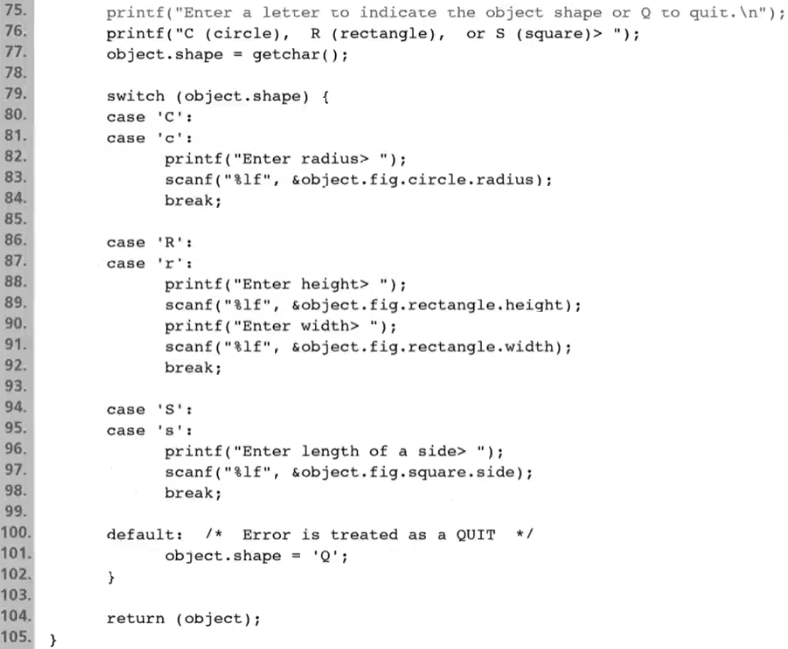 75. printf("Enter a letter to indicate the object shape or Q to quit.\n");
76. printf("C (circle), R (rectangle), or S (square)> ");
77. object.shape = getchar();
78.
79. switch (object.shape) {
80. case 'C':
81. case 'c':
82. printf("Enter radius> ");
83. scanf("%lf", &object.fig.circle.radius);
84. break;
85.
86. case 'R':
87. case 'r':
88. printf("Enter height> ");
89. scanf("%lf", &object.fig.rectangle.height);
90. printf("Enter width> ");
91. scanf("%lf", &object.fig.rectangle.width);
92. break;
93.
94. case 'S':
95. case 's':
96. printf("Enter length of a side> ");
97. scanf("%lf", &object.fig.square.side);
98. break;
99.
100. default: /* Error is treated as a QUIT */
101. object.shape = 'Q';
102. }
103.
104. return (object);
105. }